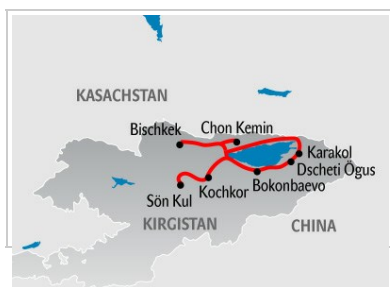 KASACHSTAN
Bischkek
Chon Kemin
Karakol
Dscheti Ögus
Bokonbaevo
Kochkor
Sön Kul
KIRGISTAN
CHINA